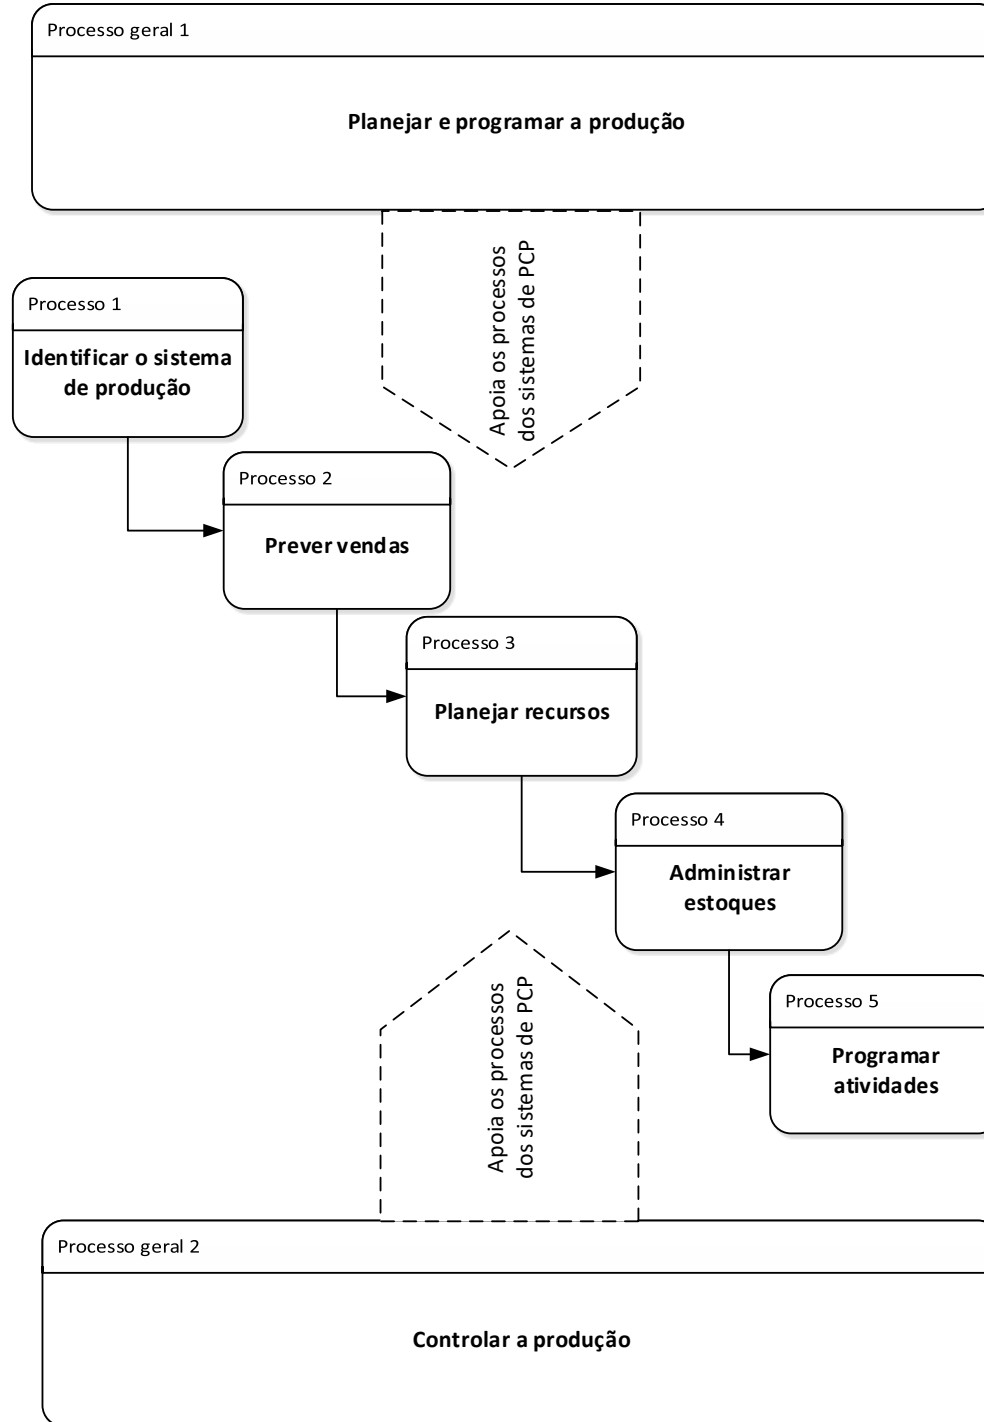 Processo geral 1
Planejar e programar a produção
Apoia os processos
dos sistemas de PCP
Processo 1
Identificar o sistema
de produção
Processo 2
Prever vendas
Processo 3
Planejar recursos
Processo 4
Administrar
estoques
Apoia os processos
dos sistemas de PCP
Processo 5
Programar
atividades
Processo geral 2
Controlar a produção